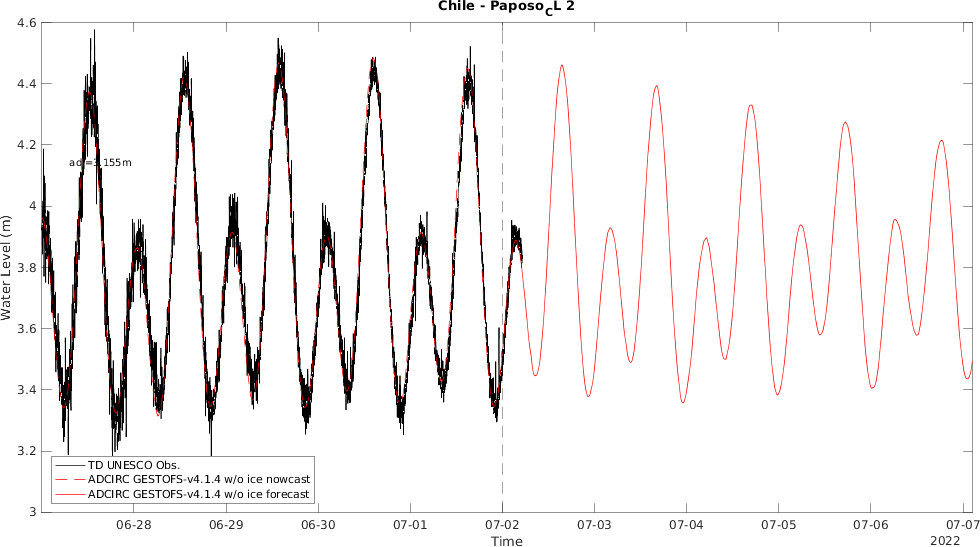 Chile - PaposoCL 2
4.6
4.4
4.2
4
3.8
3.6
3.4
3.2
3
Water Level (m)
adj=3.155m
TD UNESCO Obs.
ADCIRC GESTOFS-v4.1.4 w/o ice nowcast
ADCIRC GESTOFS-v4.1.4 w/o ice forecast
06-28 06-29 06-30 07-01 07-02 07-03 07-04 07-05 07-06 07-07
Time
2022